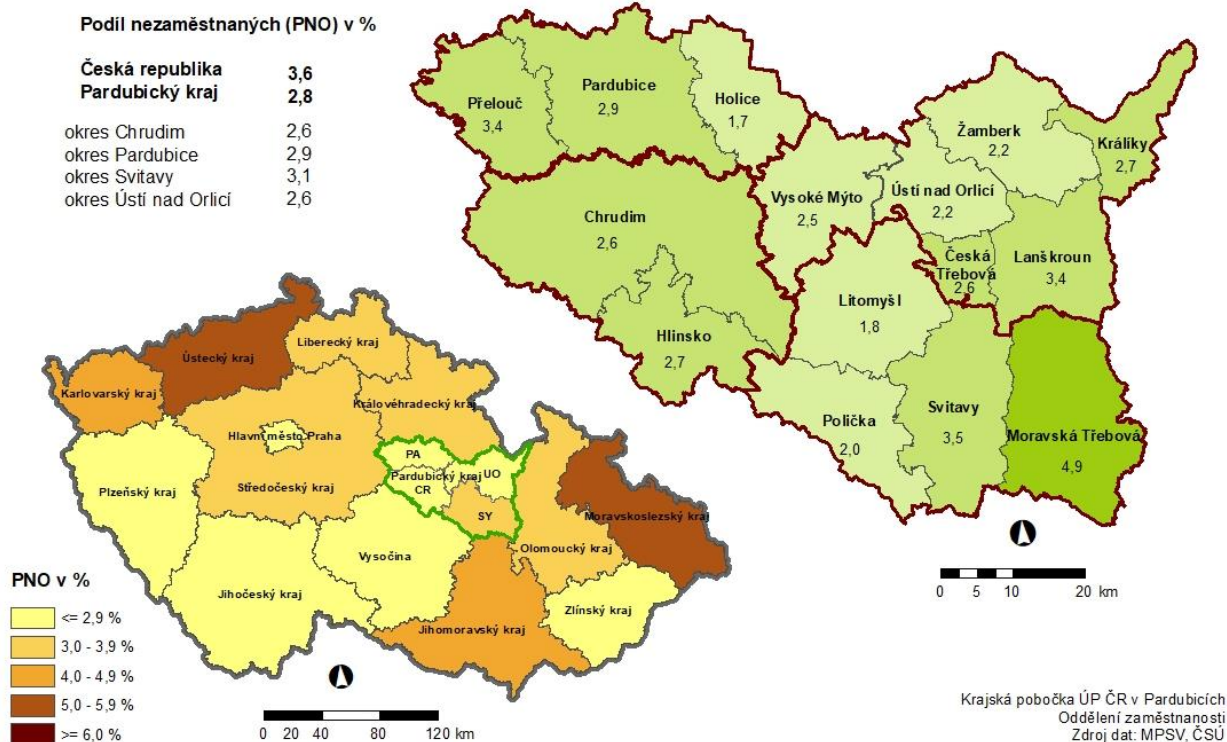 Podíl nezaměstnaných (PNO) v %
Česká republika 3,6
Pardubický kraj 2,8
okres Chrudim 2,6
okres Pardubice 2,9
okres Svitavy 3,1
okres Ústí nad Orlicí 2,6
Přelouč
3,4
Pardubice
2,9
Holice
1,7
Žamberk
2,2
Králíky
2,7
Vysoké Mýto
2,5
Ústí nad Orlicí
2,2
Chrudim
2,6
Česká
Třebová
2,6
Lanškroun
3,4
Litomyšl
1,8
Hlinsko
2,7
Polička
2,0
Svitavy
3,5
Moravská Třebová
4,9
0 5 10 20 km
Ústecký kraj
Liberecký kraj
Karlovarský kraj
Královéhradecký kraj
Hlavní město Praha
PA
UO
Pardubický kraj
CR
Plzeňský kraj
Středočeský kraj
SY
Moravskoslezský kraj
Vysočina
Olomoucký kraj
Jihočeský kraj
Zlínský kraj
Jihomoravský kraj
PNO v %
<= 2,9 %
3,0 - 3,9 %
4,0 - 4,9 %
5,0 - 5,9 %
>= 6,0 %
0 20 40 80 120 km
Krajská pobočka ÚP ČR v Pardubicích
Oddělení zaměstnanosti
Zdroj dat: MPSV, ČSÚ